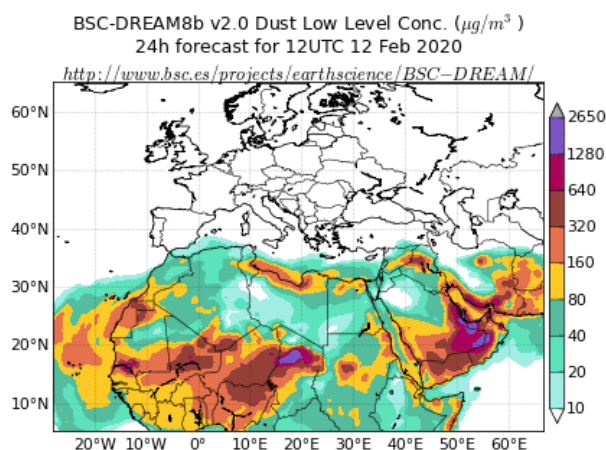 BSC-DREAM8b v2.0 Dust Low Level Conc. (μg/m³ )
24h forecast for 12UTC 12 Feb 2020
http://www.bsc.es/projects/earthscience/BSC−DREAM/
60°N
50°N
40°N
30°N
20°N
10°N
20°W 10°W 0° 10°E 20°E 30°E 40°E 50°E 60°E
2650
1280
640
320
160
80
40
20
10